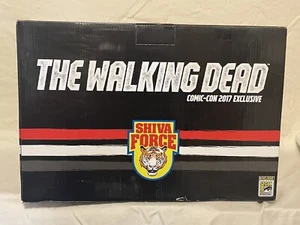 THE WALKING DEAD
COMIC-CON 2017 EXCLUSIVE
SHIVA
FORCE